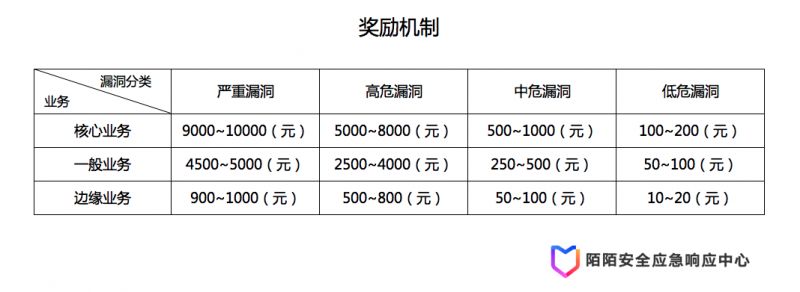 奖励机制
漏洞分类
业务
严重漏洞 高危漏洞 中危漏洞 低危漏洞
核心业务 9000~10000（元） 5000~8000（元） 500~1000（元） 100~200（元）
一般业务 4500~5000（元） 2500~4000（元） 250~500（元） 50~100（元）
边缘业务 900~1000（元） 500~800（元） 50~100（元） 10~20（元）
陌陌安全应急响应中心